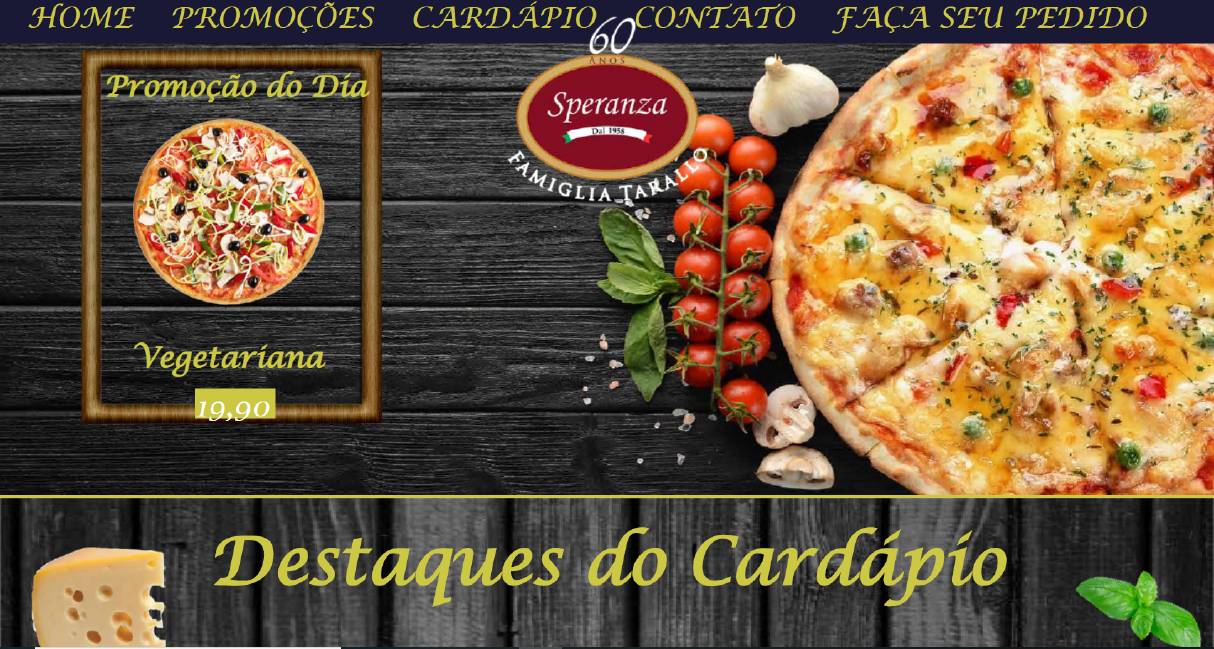 HOME PROMOÇÕES CARDÁPIO CONTATO FAÇA SEU PEDIDO
60
ANOS
Speranza
Dal 1958
FAMIGLIA TARALLO
Promoção do Dia
Vegetariana
19,90
Destaques do Cardápio